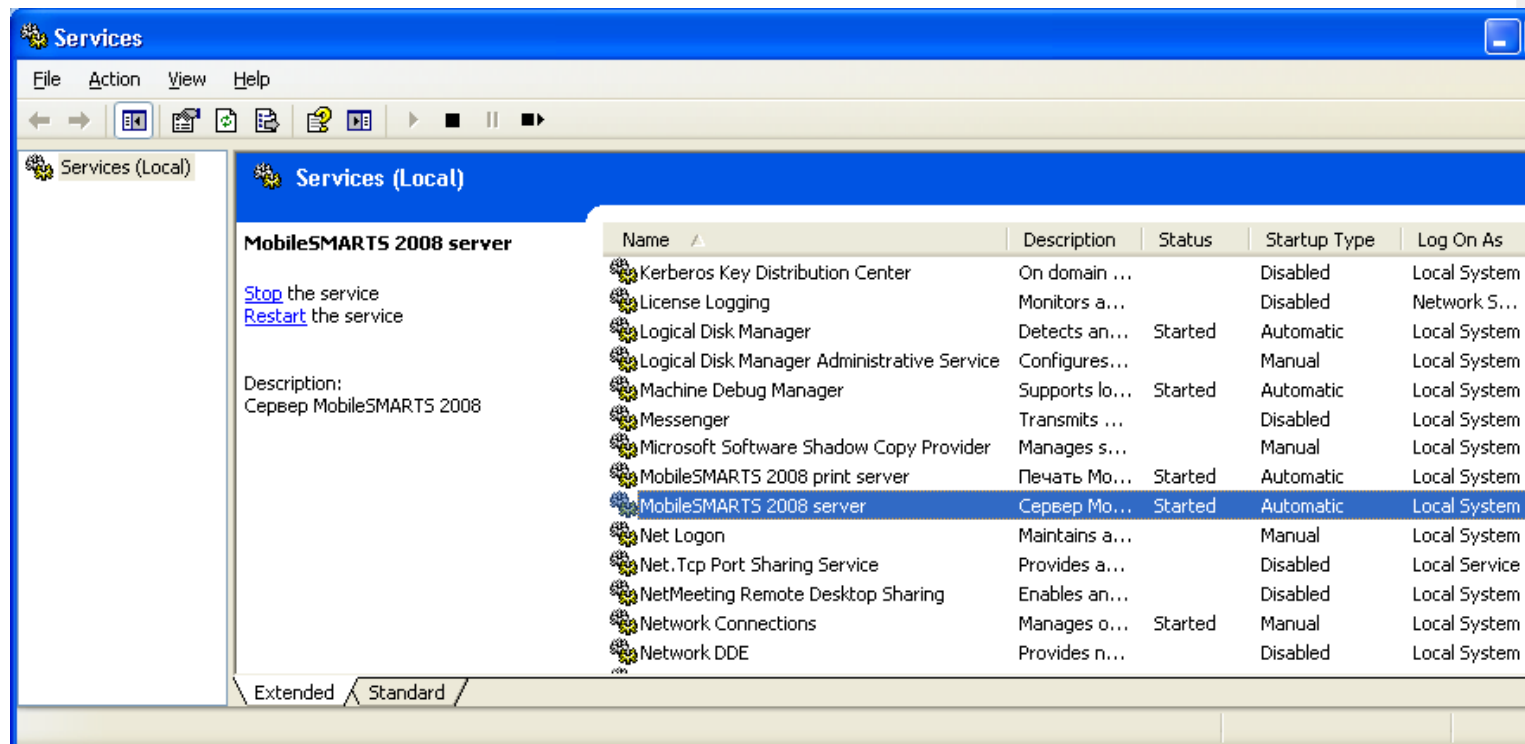 Services
File Action View Help
Services (Local)
Services (Local)
MobileSMARTS 2008 server
Stop the service
Restart the service
Description:
Сервер MobileSMARTS 2008
Name Description Status Startup Type Log On As
Kerberos Key Distribution Center On domain ... Disabled Local System
License Logging Monitors a... Disabled Network S...
Logical Disk Manager Detects an... Started Automatic Local System
Logical Disk Manager Administrative Service Configures... Manual Local System
Machine Debug Manager Supports lo... Started Automatic Local System
Messenger Transmits ... Disabled Local System
Microsoft Software Shadow Copy Provider Manages s... Manual Local System
MobileSMARTS 2008 print server Печать Mo... Started Automatic Local System
MobileSMARTS 2008 server Сервер Mo... Started Automatic Local System
Net Logon Maintains a... Manual Local System
Net.Tcp Port Sharing Service Provides a... Disabled Local Service
NetMeeting Remote Desktop Sharing Enables an... Disabled Local System
Network Connections Manages o... Started Manual Local System
Network DDE Provides n... Disabled Local System
Extended Standard